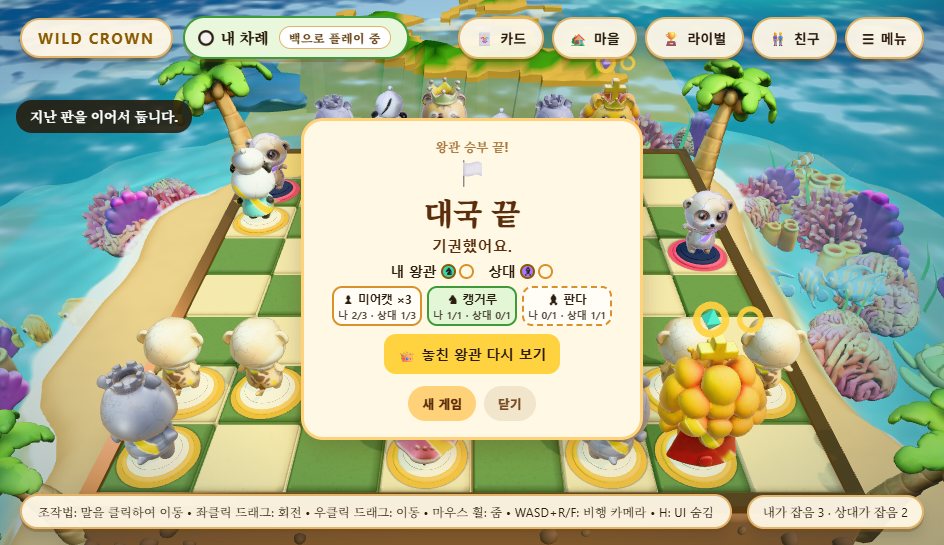 WILD CROWN
내 차례 백으로 플레이 중
카드
마을
라이벌
친구
메뉴
지난 판을 이어서 둡니다.
왕관 승부 끝!
대국 끝
기권했어요.
내 왕관 상대
미어캣 ×3
나 2/3 · 상대 1/3
캥거루
나 1/1 · 상대 0/1
판다
나 0/1 · 상대 1/1
놓친 왕관 다시 보기
새 게임
닫기
조작법: 말을 클릭하여 이동 • 좌클릭 드래그: 회전 • 우클릭 드래그: 이동 • 마우스 휠: 줌 • WASD+R/F: 비행 카메라 • H: UI 숨김
내가 잡음 3 · 상대가 잡음 2